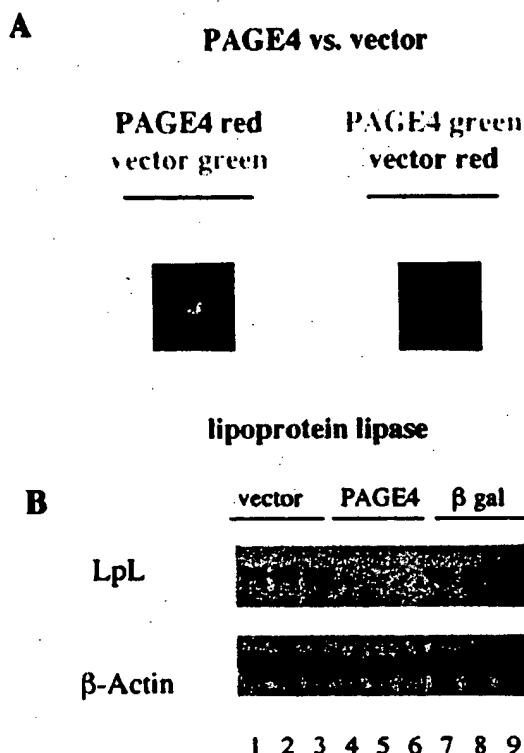 A
PAGE4 vs. vector
PAGE4 red
vector green
PAGE4 green
vector red
lipoprotein lipase
B
vector PAGE4 β gal
LpL
β-Actin
1 2 3 4 5 6 7 8 9